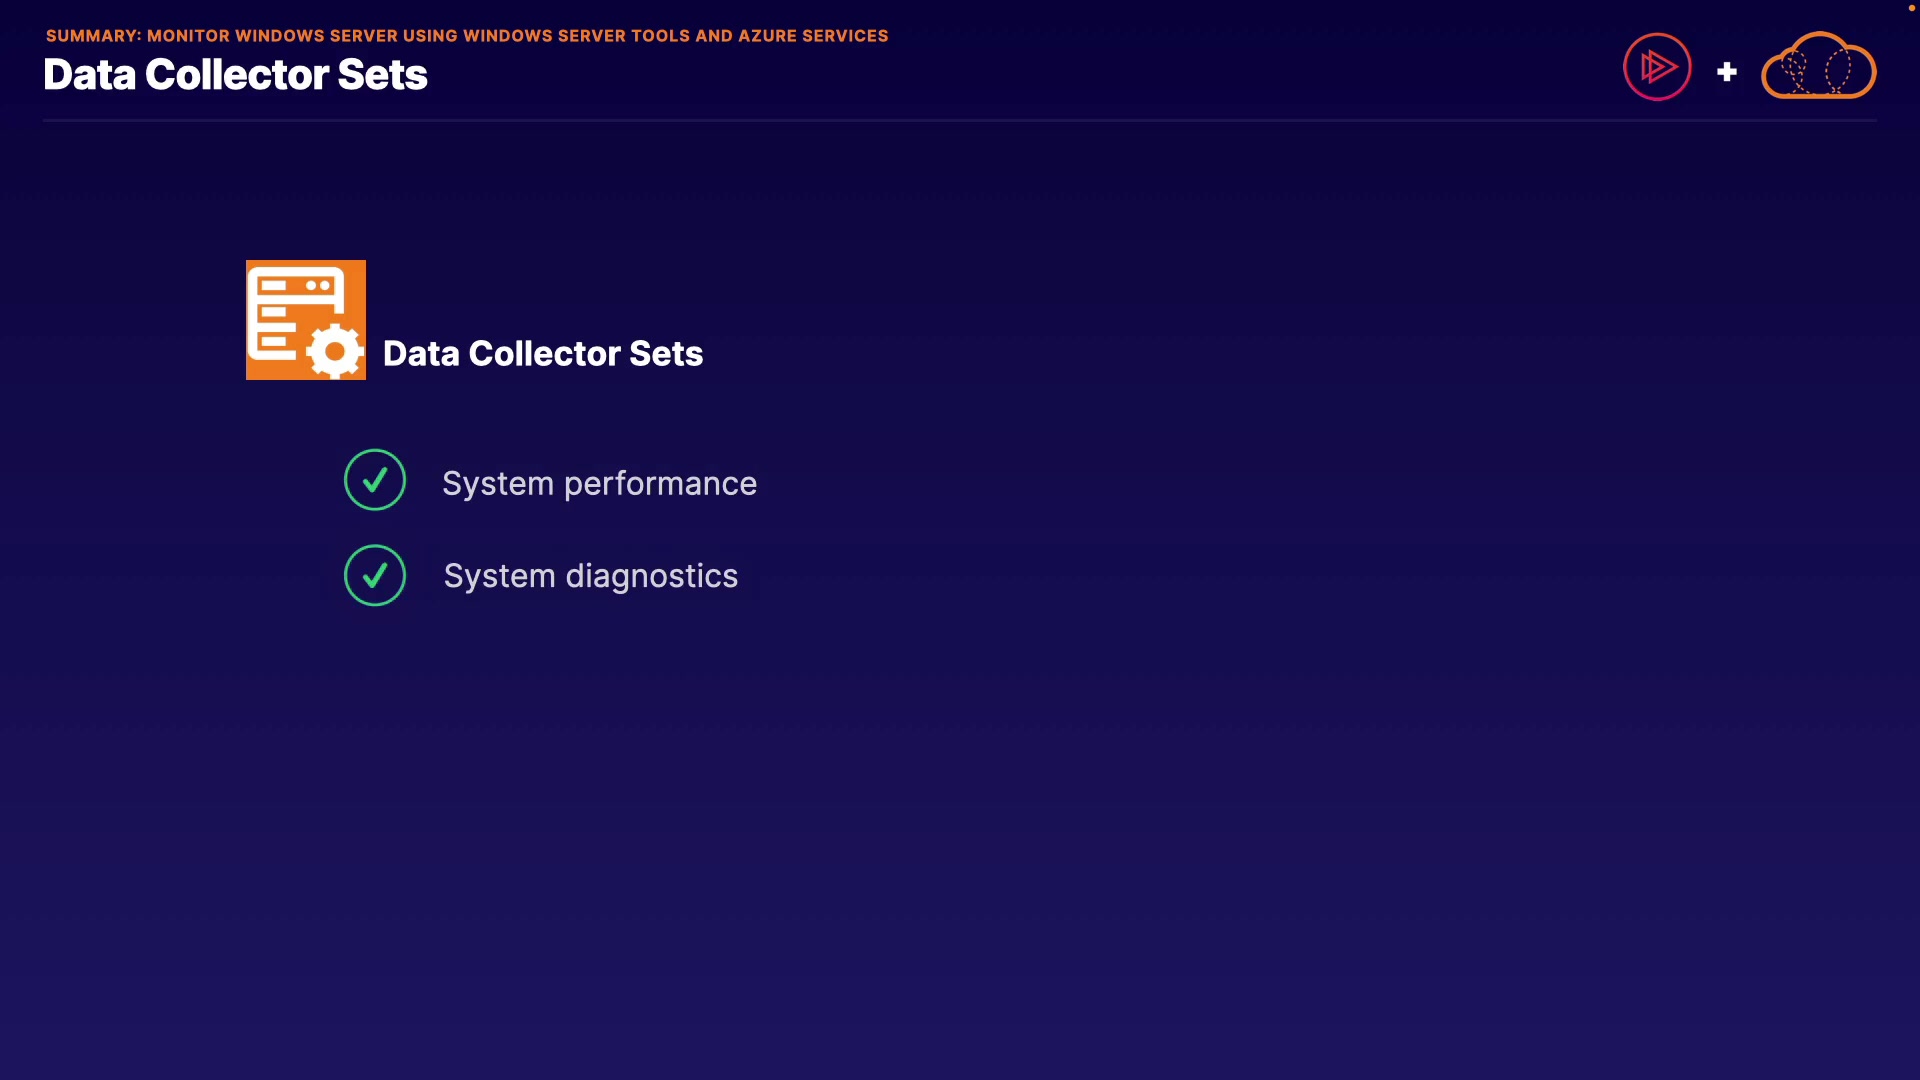 SUMMARY: MONITOR WINDOWS SERVER USING WINDOWS SERVER TOOLS AND AZURE SERVICES
Data Collector Sets
Data Collector Sets
System performance
System diagnostics